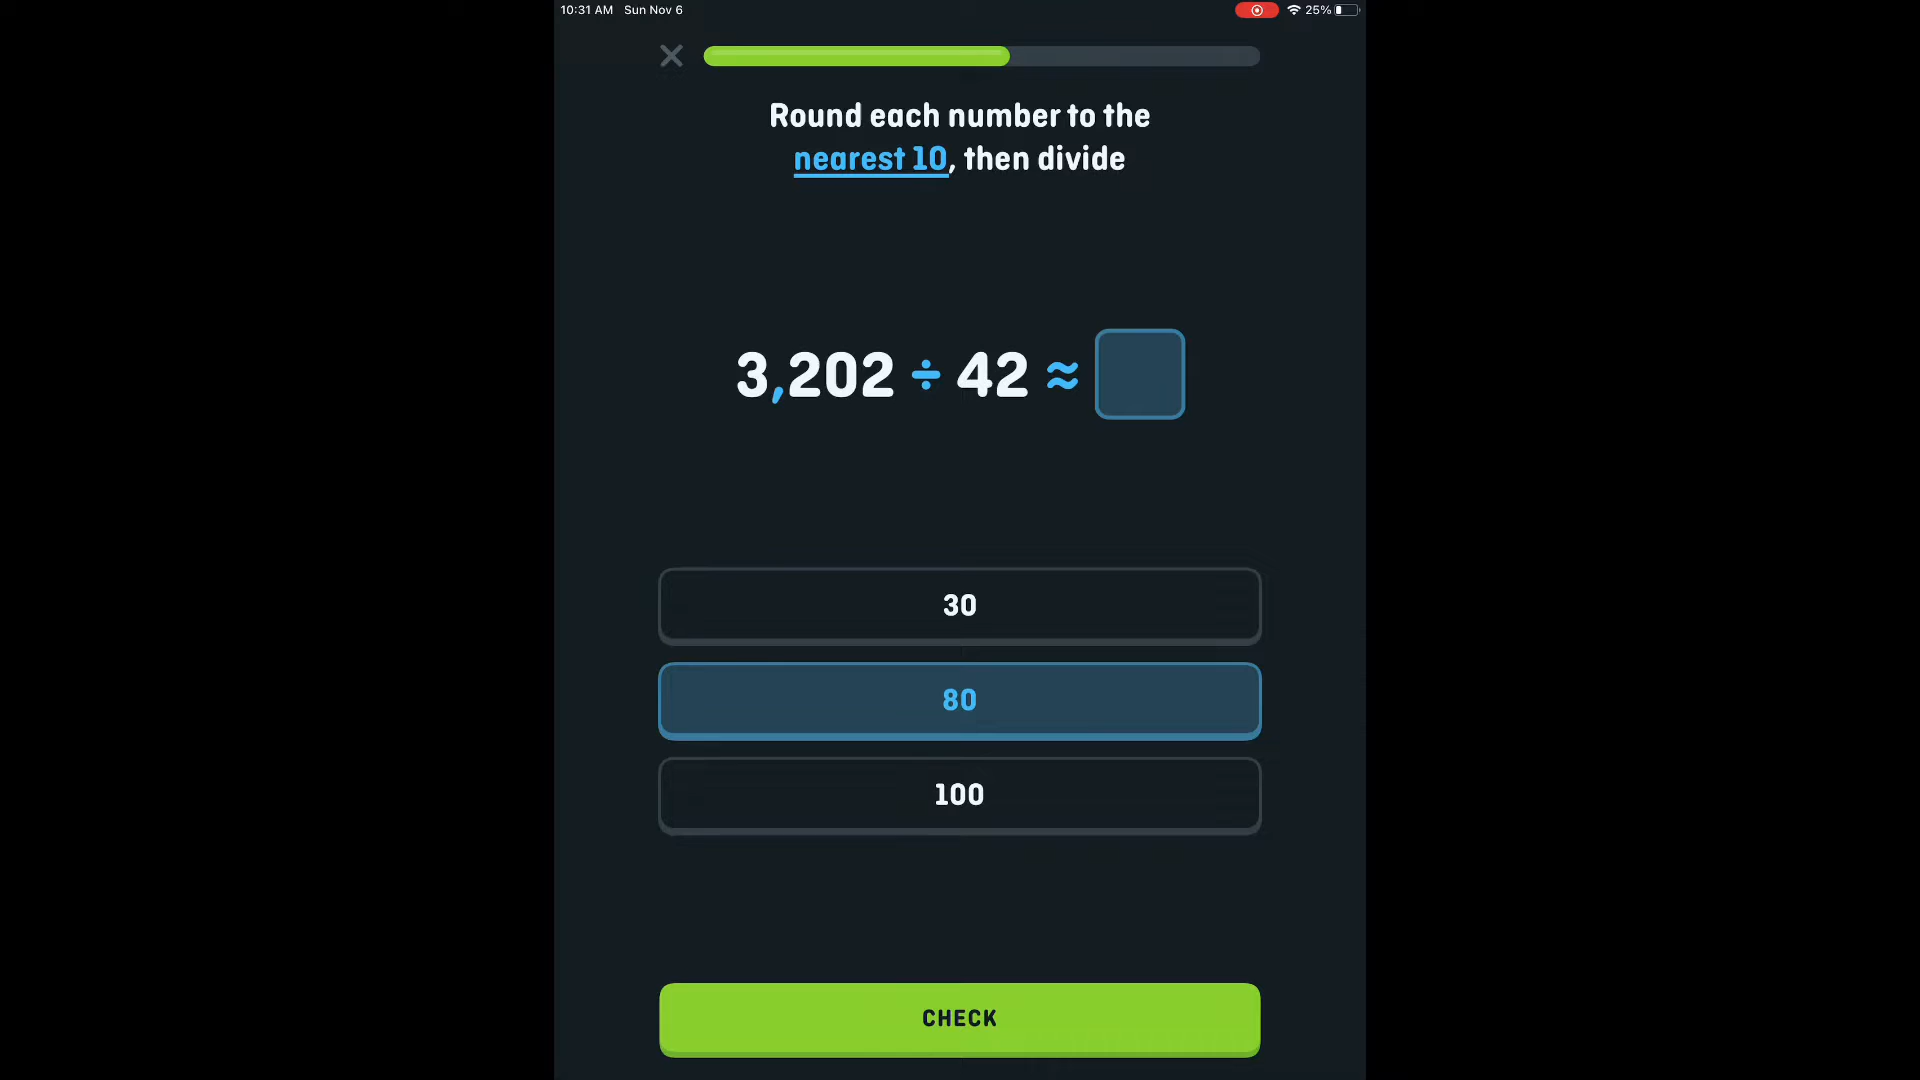 10:31 AM Sun Nov 6 25%
Round each number to the
nearest 10, then divide
3,202 ÷ 42 ≈
30
80
100
CHECK